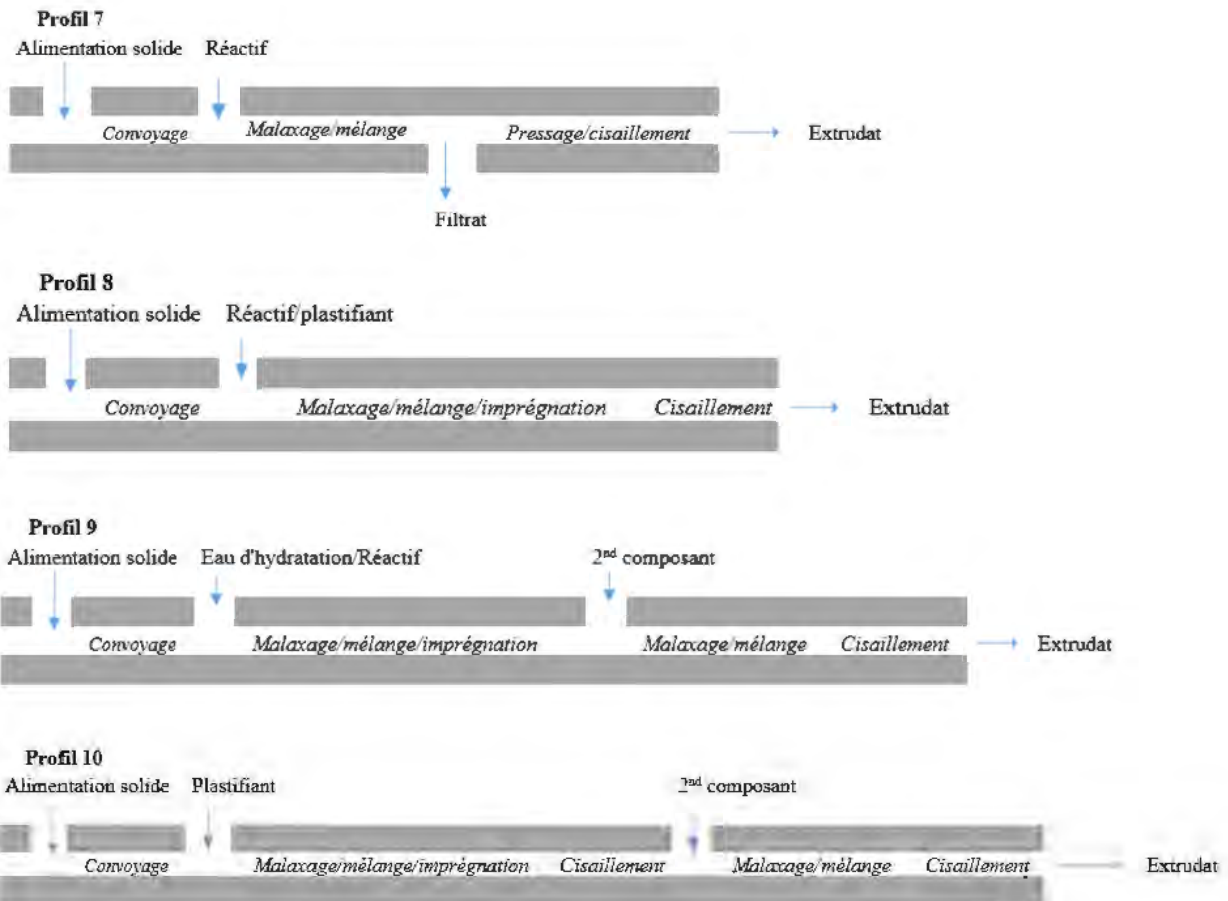 Profil 7
Alimentation solide Réactif
Convoyage Malaxage/mélange Pressage/cisaillement Extrudat
Filtrat
Profil 8
Alimentation solide Réactif/plastifiant
Convoyage Malaxage/mélange/imprégnation Cisaillement Extrudat
Profil 9
Alimentation solide Eau d'hydratation/Réactif 2nd composant
Convoyage Malaxage/mélange/imprégnation Malaxage/mélange Cisaillement Extrudat
Profil 10
Alimentation solide Plastifiant 2nd composant
Convoyage Malaxage/mélange/imprégnation Cisaillement Malaxage/mélange Cisaillement Extrudat